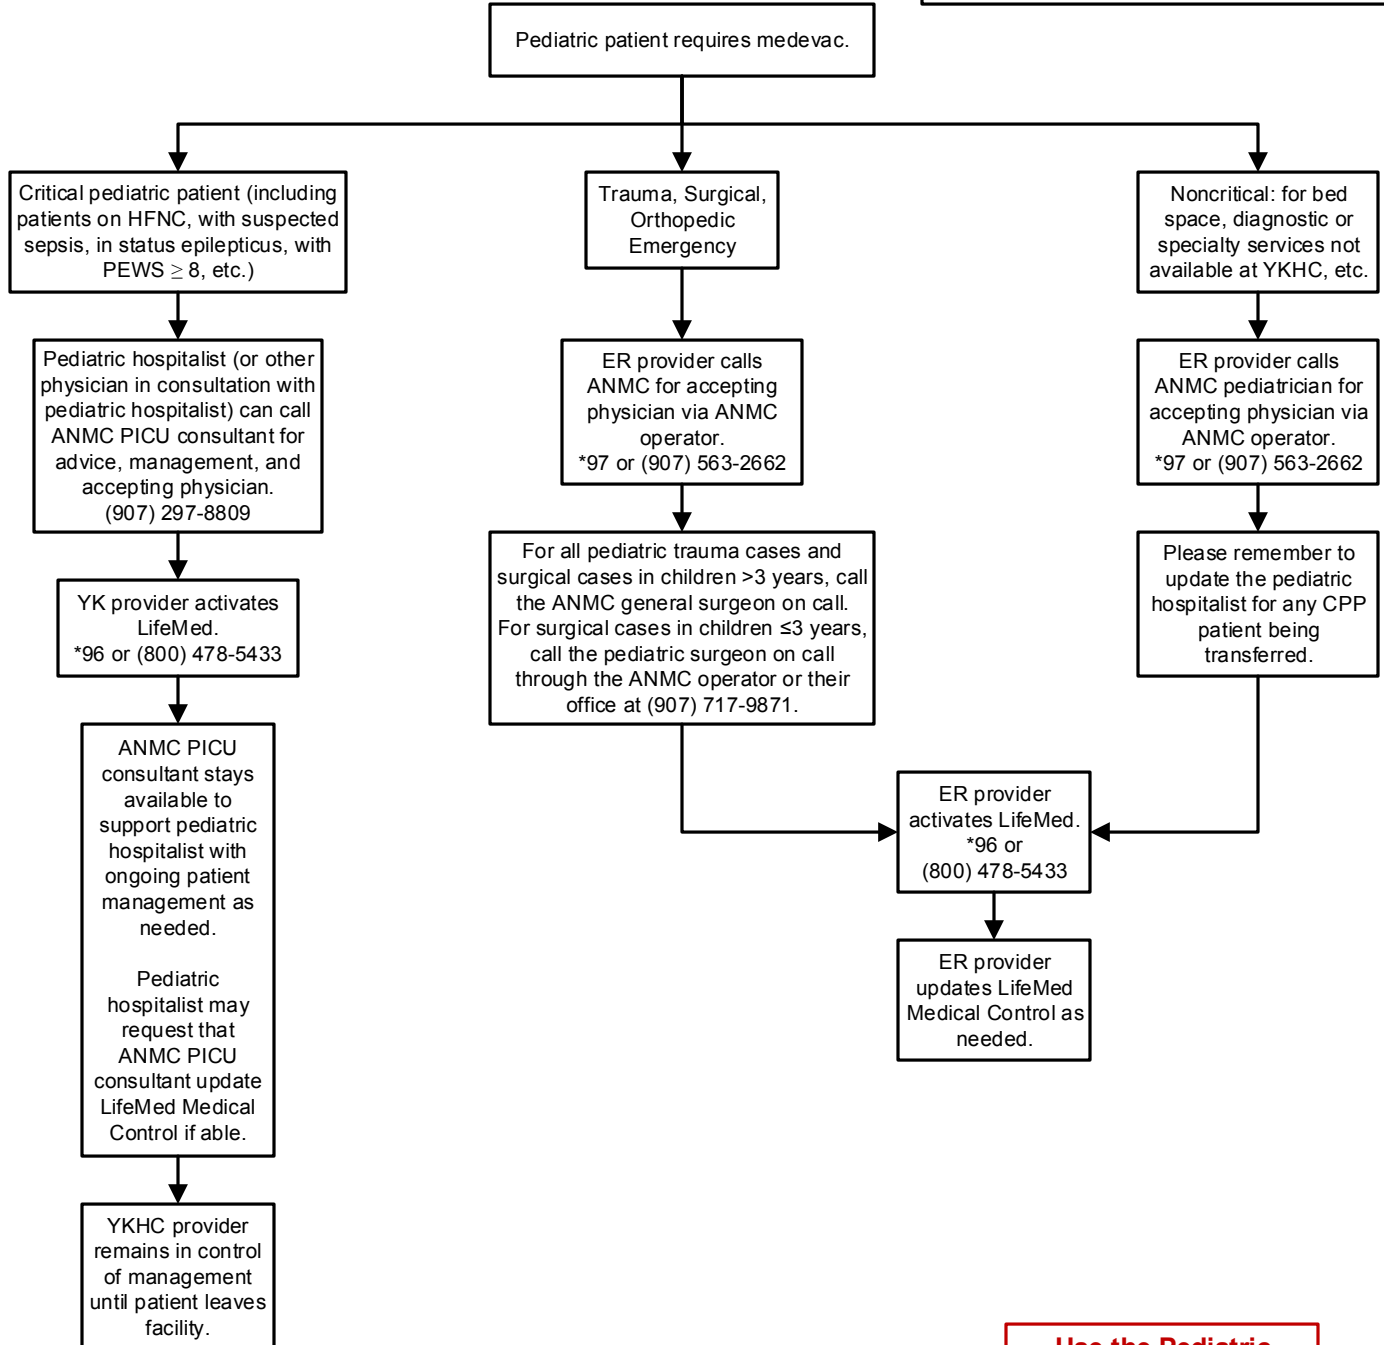 Pediatric patient requires medevac.
Critical pediatric patient (including
patients on HFNC, with suspected
sepsis, in status epilepticus, with
PEWS ≥ 8, etc.)
Pediatric hospitalist (or other
physician in consultation with
pediatric hospitalist) can call
ANMC PICU consultant for
advice, management, and
accepting physician.
(907) 297-8809
YK provider activates
LifeMed.
*96 or (800) 478-5433
ANMC PICU
consultant stays
available to
support pediatric
hospitalist with
ongoing patient
management as
needed.
Pediatric
hospitalist may
request that
ANMC PICU
consultant update
LifeMed Medical
Control if able.
YKHC provider
remains in control
of management
until patient leaves
facility.
Trauma, Surgical,
Orthopedic
Emergency
ER provider calls
ANMC for accepting
physician via ANMC
operator.
*97 or (907) 563-2662
For all pediatric trauma cases and
surgical cases in children >3 years, call
the ANMC general surgeon on call.
For surgical cases in children ≤3 years,
call the pediatric surgeon on call
through the ANMC operator or their
office at (907) 717-9871.
Noncritical: for bed
space, diagnostic or
specialty services not
available at YKHC, etc.
ER provider calls
ANMC pediatrician for
accepting physician via
ANMC operator.
*97 or (907) 563-2662
Please remember to
update the pediatric
hospitalist for any CPP
patient being
transferred.
ER provider
activates LifeMed.
*96 or
(800) 478-5433
ER provider
updates LifeMed
Medical Control as
needed.
Use the Pediatric